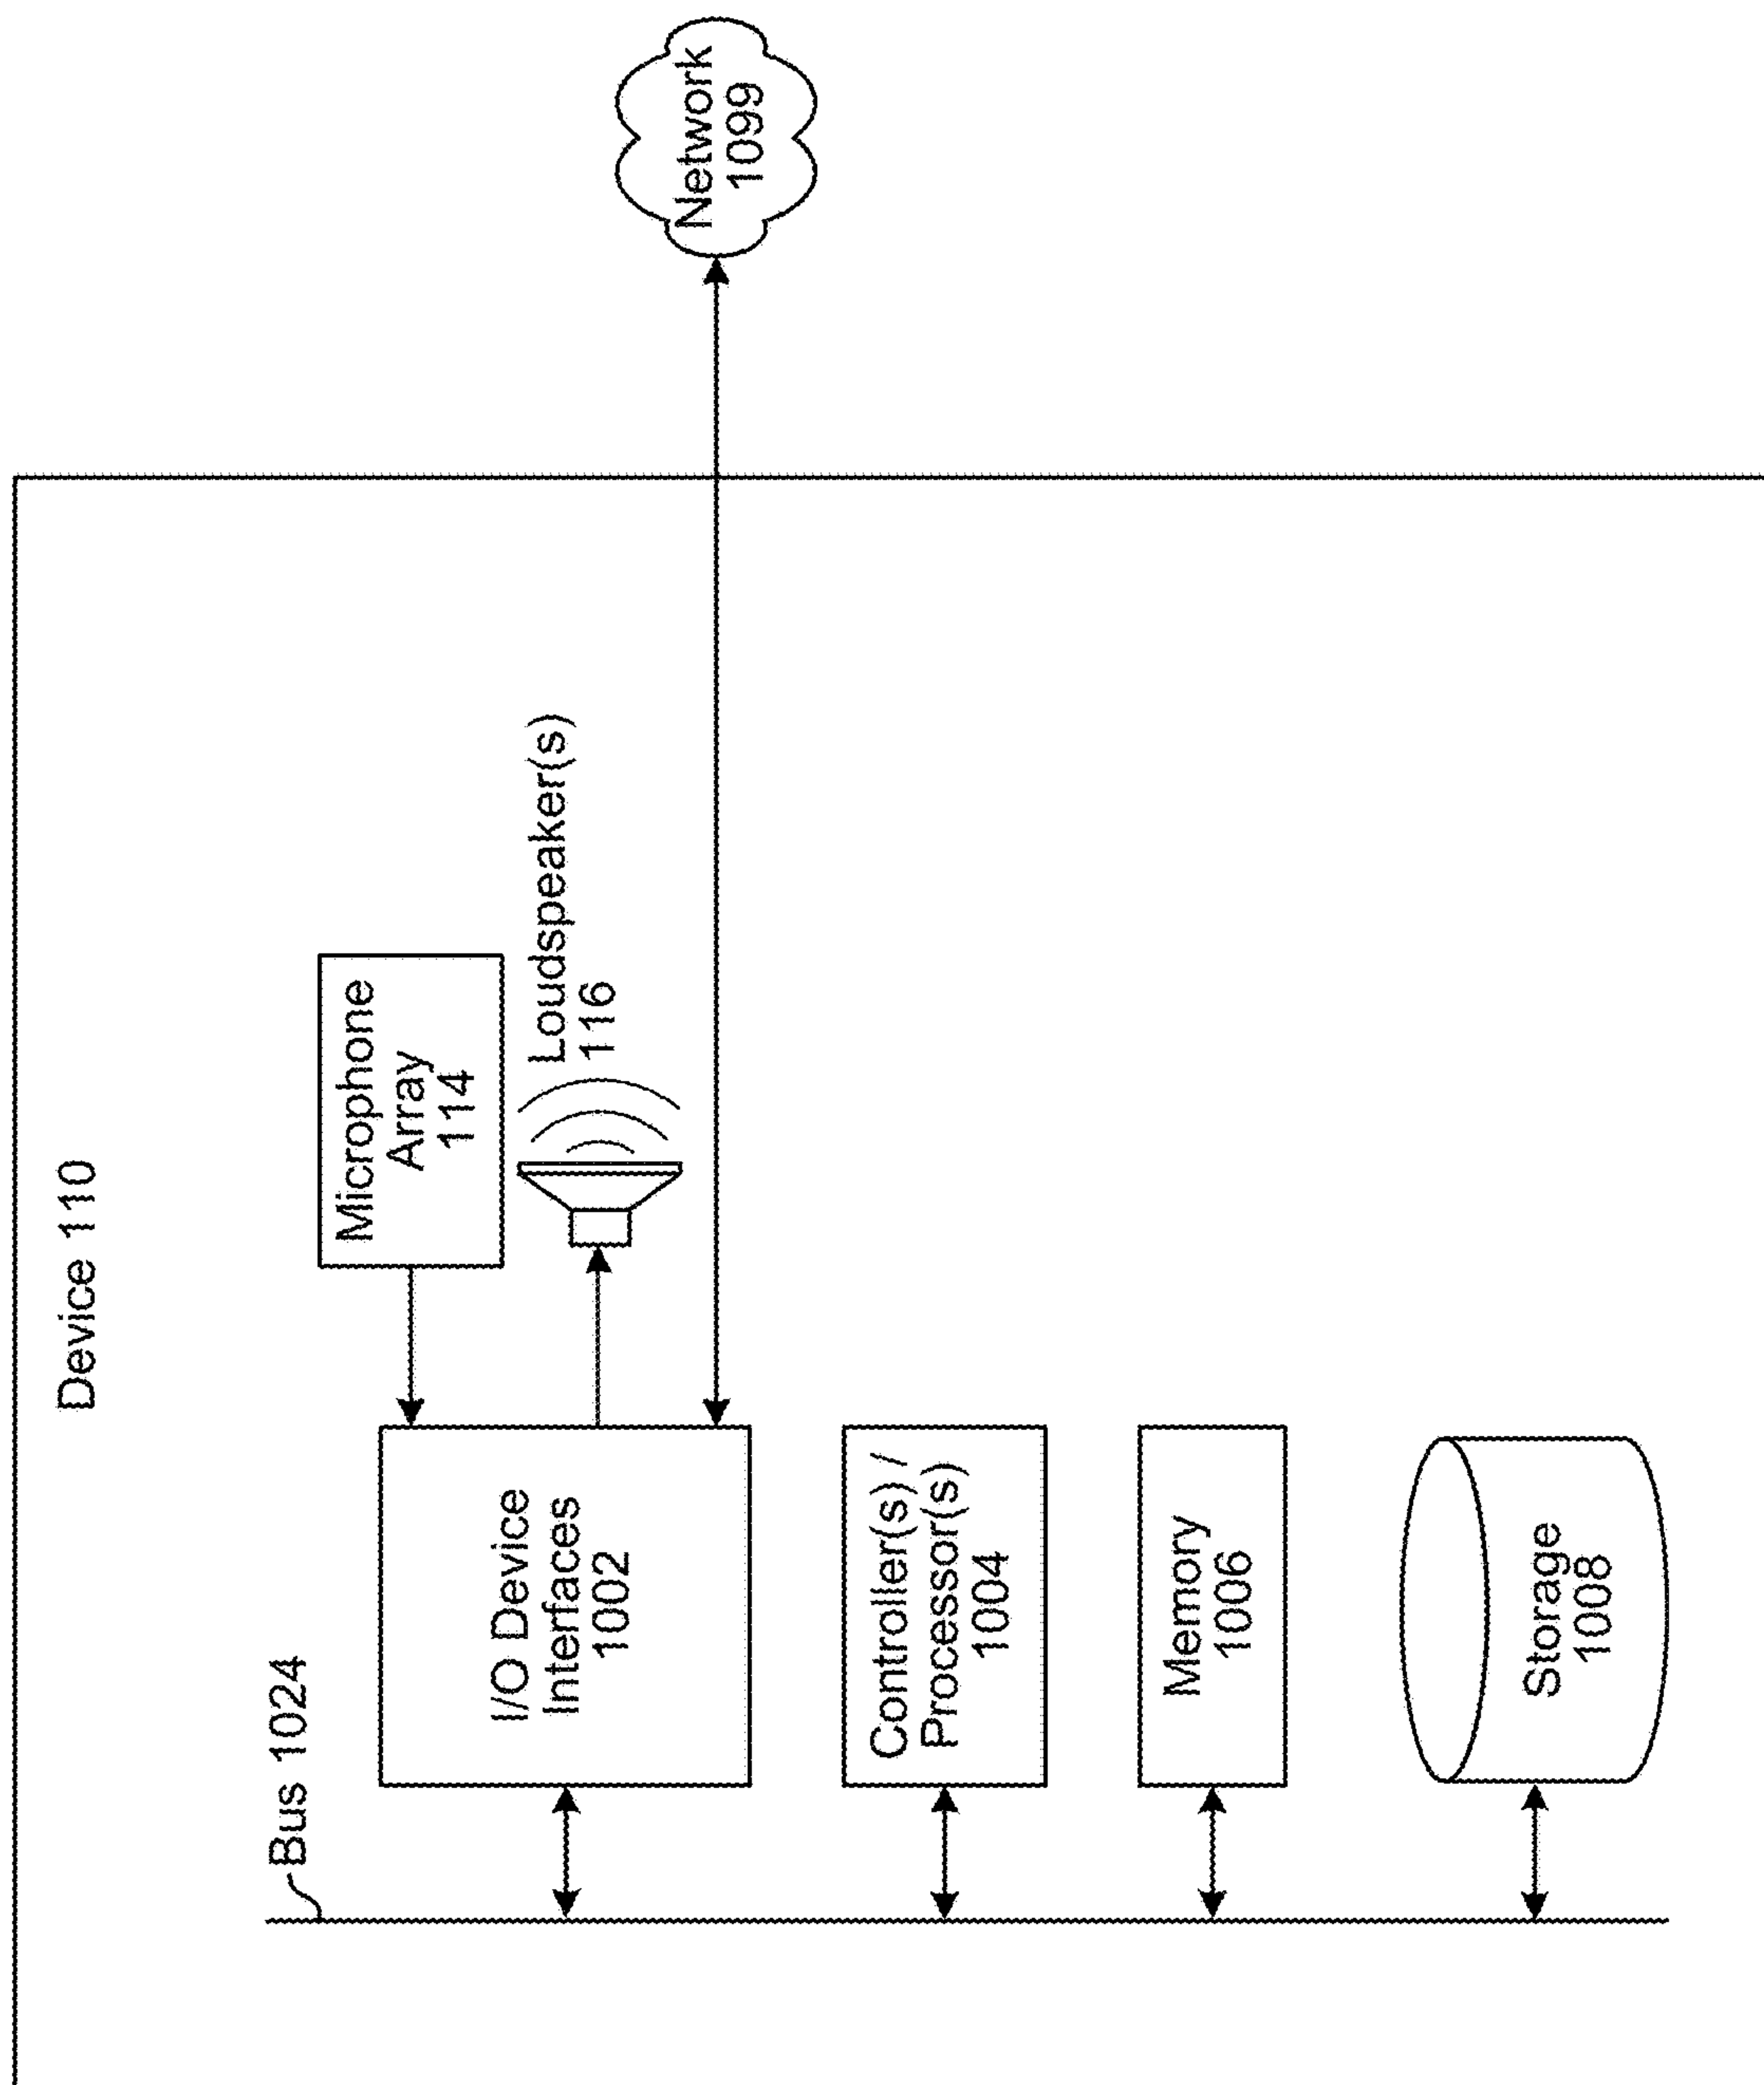 Device 110
Bus 1024
I/O Device
Interfaces
1002
Microphone
Array
114
Loudspeaker(s)
116
Network
1099
Controller(s) /
Processor(s)
1004
Memory
1006
Storage
1008